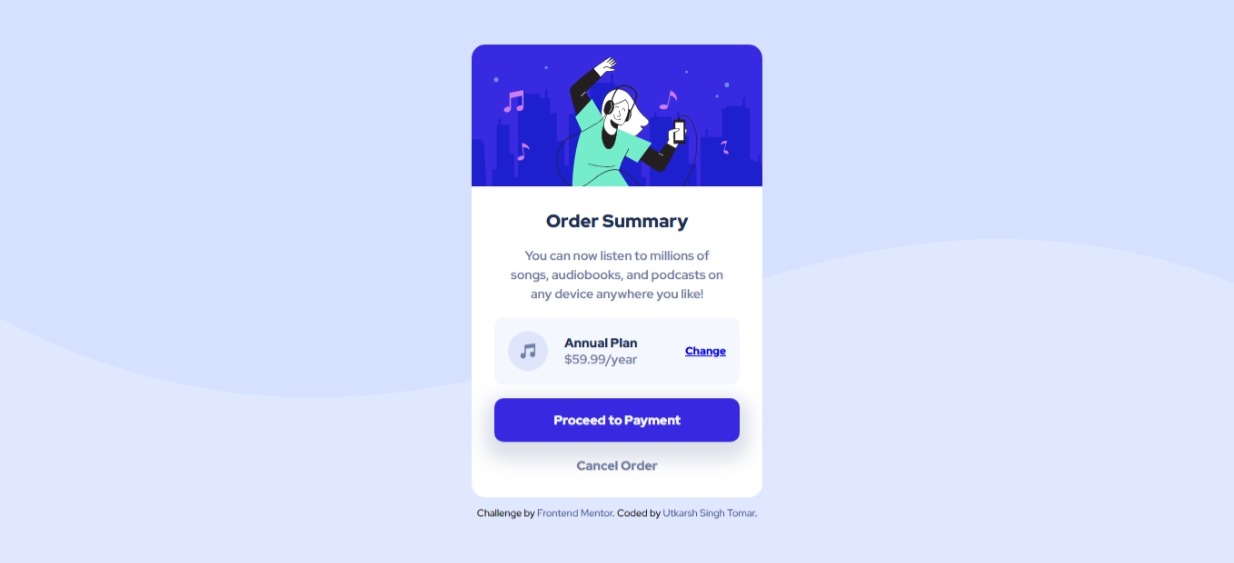 Order Summary
You can now listen to millions of
songs, audiobooks, and podcasts on
any device anywhere you like!
Annual Plan
$59.99/year
Change
Proceed to Payment
Cancel Order
Challenge by Frontend Mentor. Coded by Utkarsh Singh Tomar.